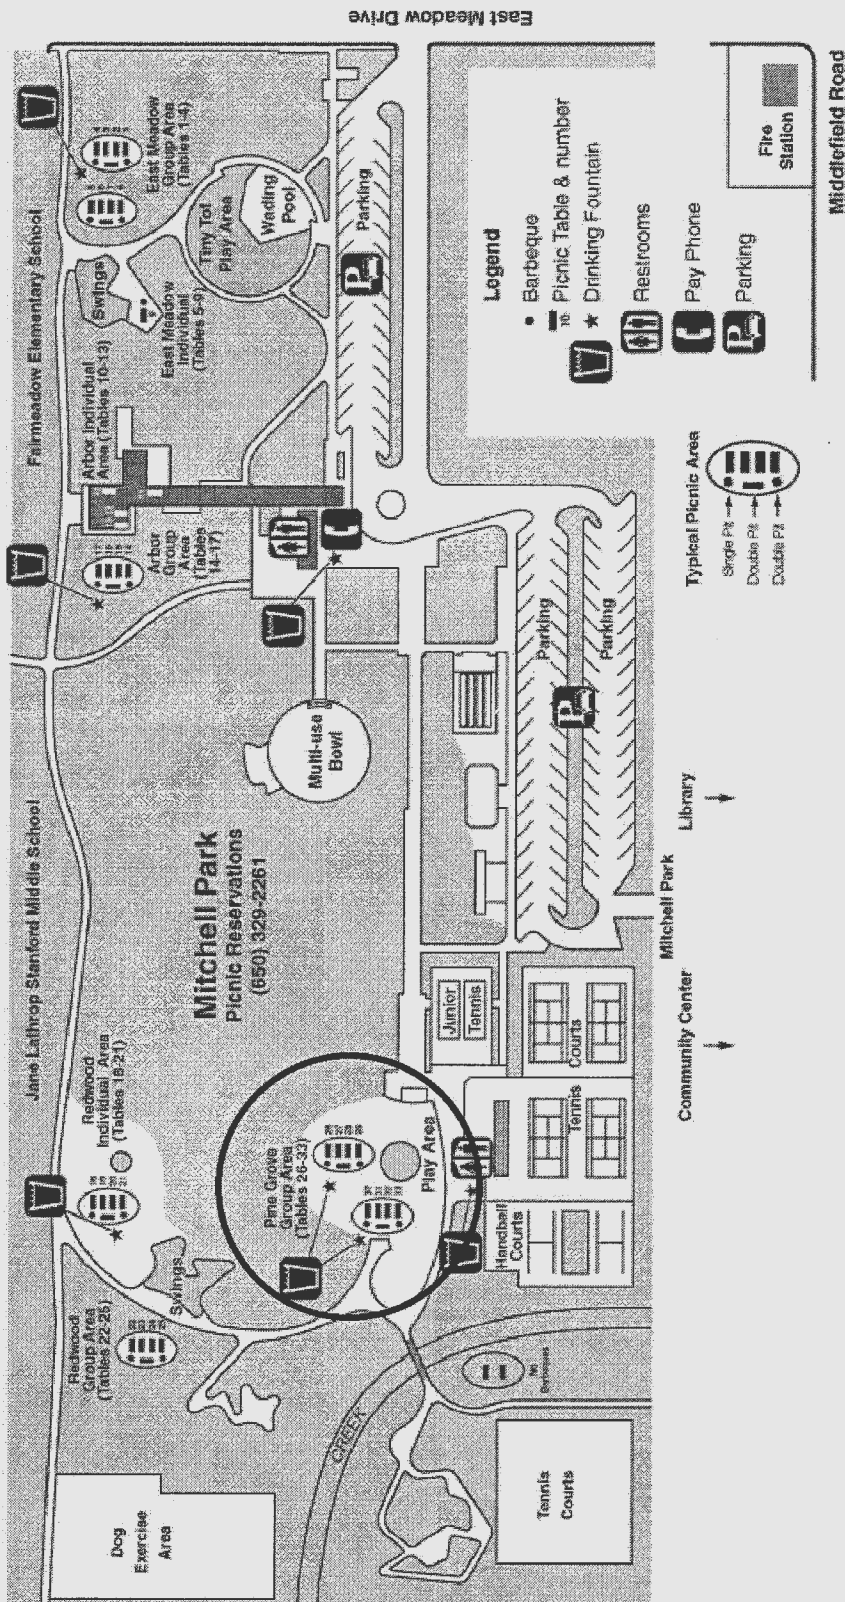 East Meadow Drive
Middlefield Road
Fire
Station
Legend
Barbeque
Picnic Table & number
Drinking Fountain
Restrooms
Pay Phone
Parking
Typical Picnic Area
Single Pit
Double Pit
Double Pit
Fairmeadow Elementary School
East Meadow
Group Area
(Tables 1-4)
Tiny Tot
Play Area
Wading
Pool
Parking
Swings
East Meadow
Individual
(Tables 5-9)
Arbor Individual
Area (Tables 10-13)
Arbor
Group
Area
(Tables
14-17)
Parking
Parking
Multi-use
Bowl
Jane Lathrop Stanford Middle School
Mitchell Park
Picnic Reservations
(650) 329-2261
Library
Mitchell Park
Community Center
Junior
Tennis
Courts
Tennis
Redwood
Individual Area
(Tables 18-21)
Pine Grove
Group Area
(Tables 26-33)
Play Area
Handball
Courts
Swings
Redwood
Group Area
(Tables 22-25)
CREEK
No
Barbecues
Dog
Exercise
Area
Tennis
Courts